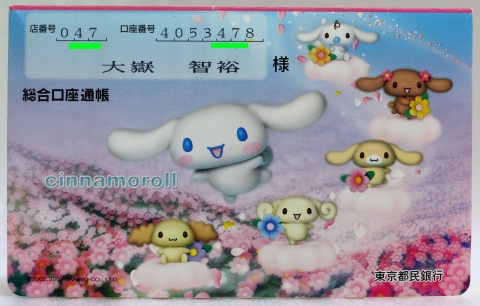 店番号 047 口座番号 4053478
大嶽 智裕 様
総合口座通帳
cinnamoroll
東京都民銀行